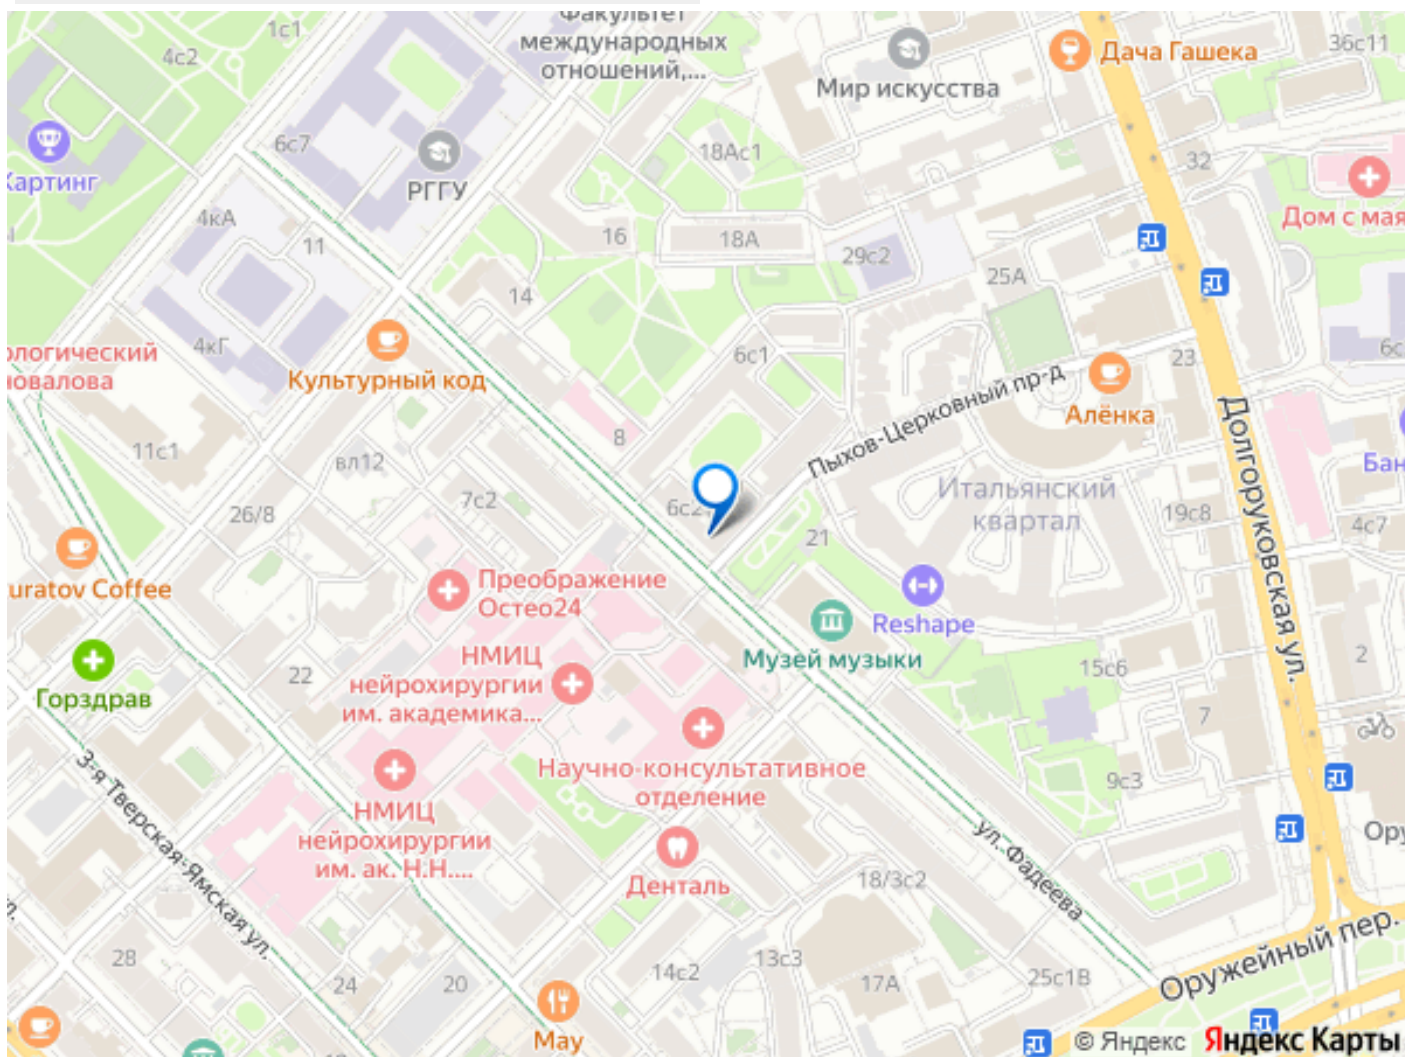 Факультет
международных
отношений,...
1с1
4с2
36с11
Дача Гашека
Мир искусства
6с7
18Ас1
32
РГГУ
Картинг
Дом с мая
4кА
11
16
18А
29с2
25А
14
4кГ
6с1
23
6с
ологический
новалова
Культурный код
Пыхов-Церковный пр-д
Алёнка
Долгоруковская ул.
11с1
8
вл12
Бан
Итальянский
квартал
7с2
6с2
26/8
19с8
4с7
21
uratov Coffee
Преображение
Остео24
Reshape
Музей музыки
НМИЦ
нейрохирургии
им. академика...
22
Горздрав
15с6
2
7
3-я Тверская-Ямская ул.
Научно-консультативное
отделение
9с3
НМИЦ
нейрохирургии
им. ак. Н.Н....
ул. Фадеева
Ору
Денталь
18/3с2
л.
Оружейный пер.
28
24
20
14с2
13с3
17А
25с1В
May
© Яндекс Яндекс Карты